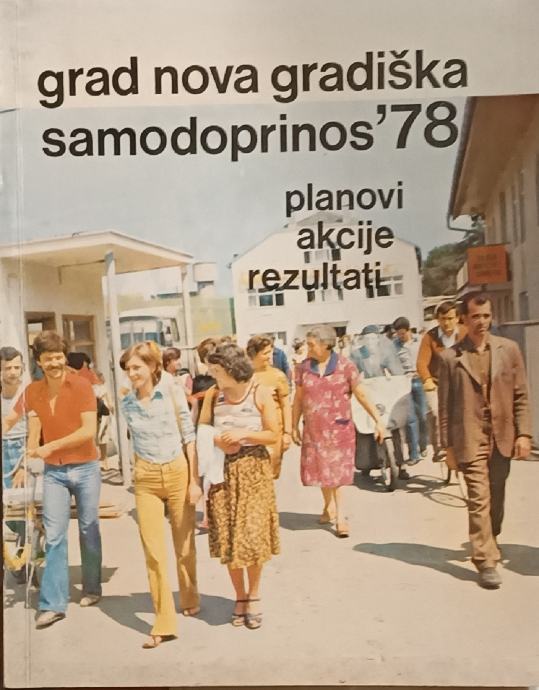 grad nova gradiška
samodoprinos'78
planovi
akcije
rezultati